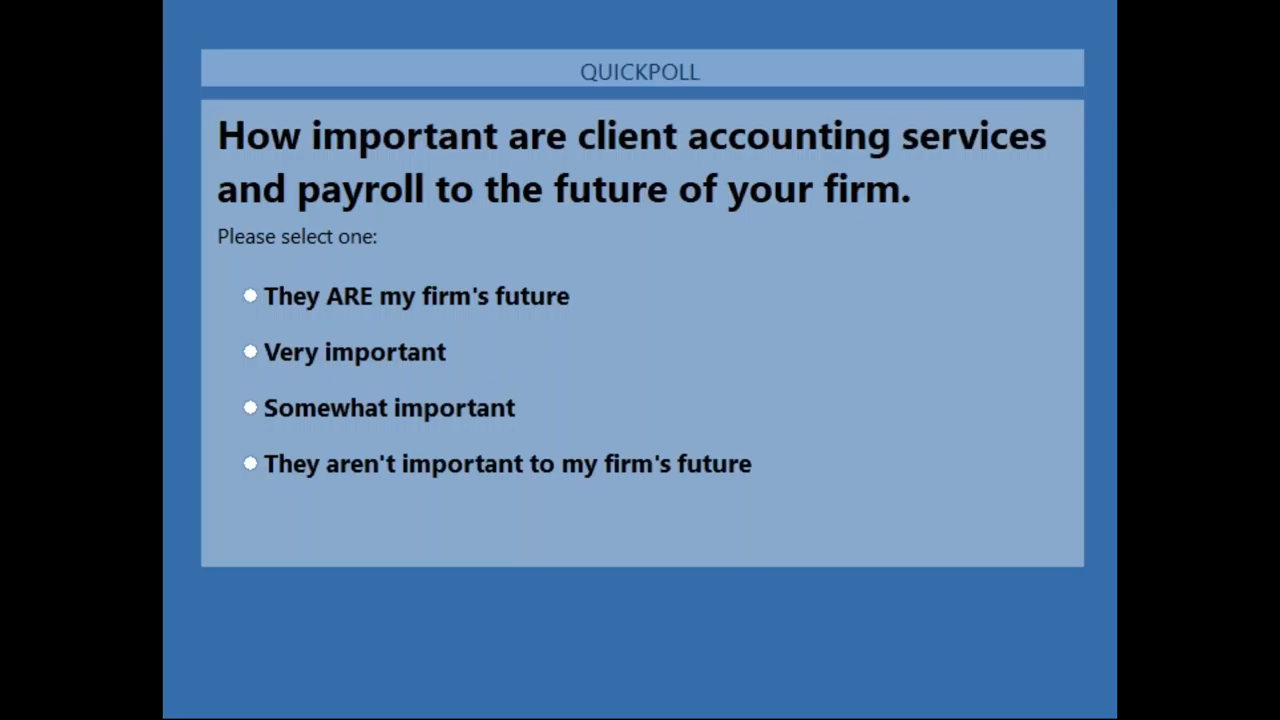 QUICKPOLL
How important are client accounting services
and payroll to the future of your firm.
Please select one:
They ARE my firm's future
Very important
Somewhat important
They aren't important to my firm's future